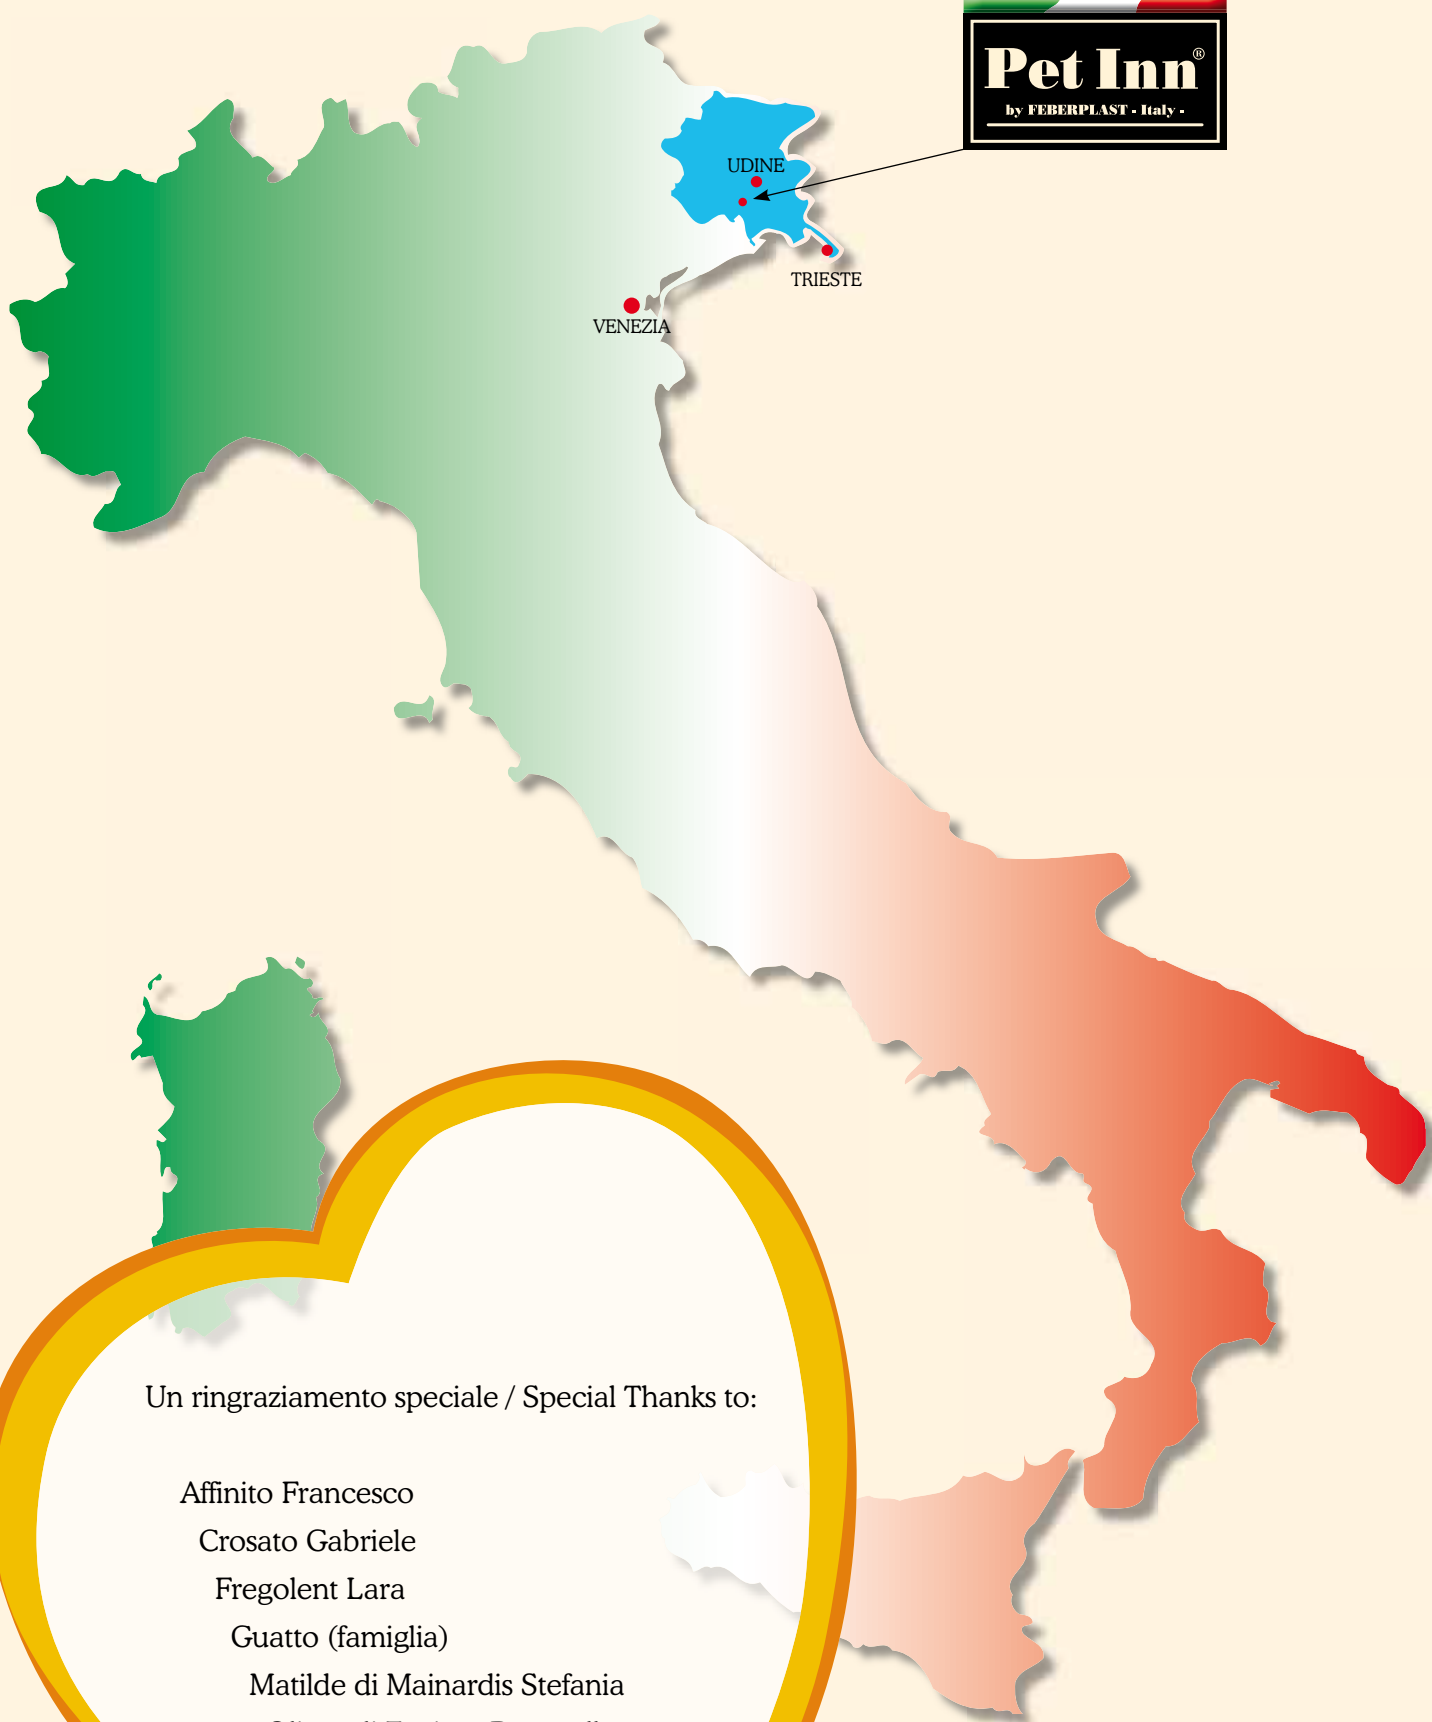 Pet Inn®
by FEBERPLAST - Italy -
UDINE
TRIESTE
VENEZIA
Un ringraziamento speciale / Special Thanks to:
Affinito Francesco
Crosato Gabriele
Fregolent Lara
Guatto (famiglia)
Matilde di Mainardis Stefania